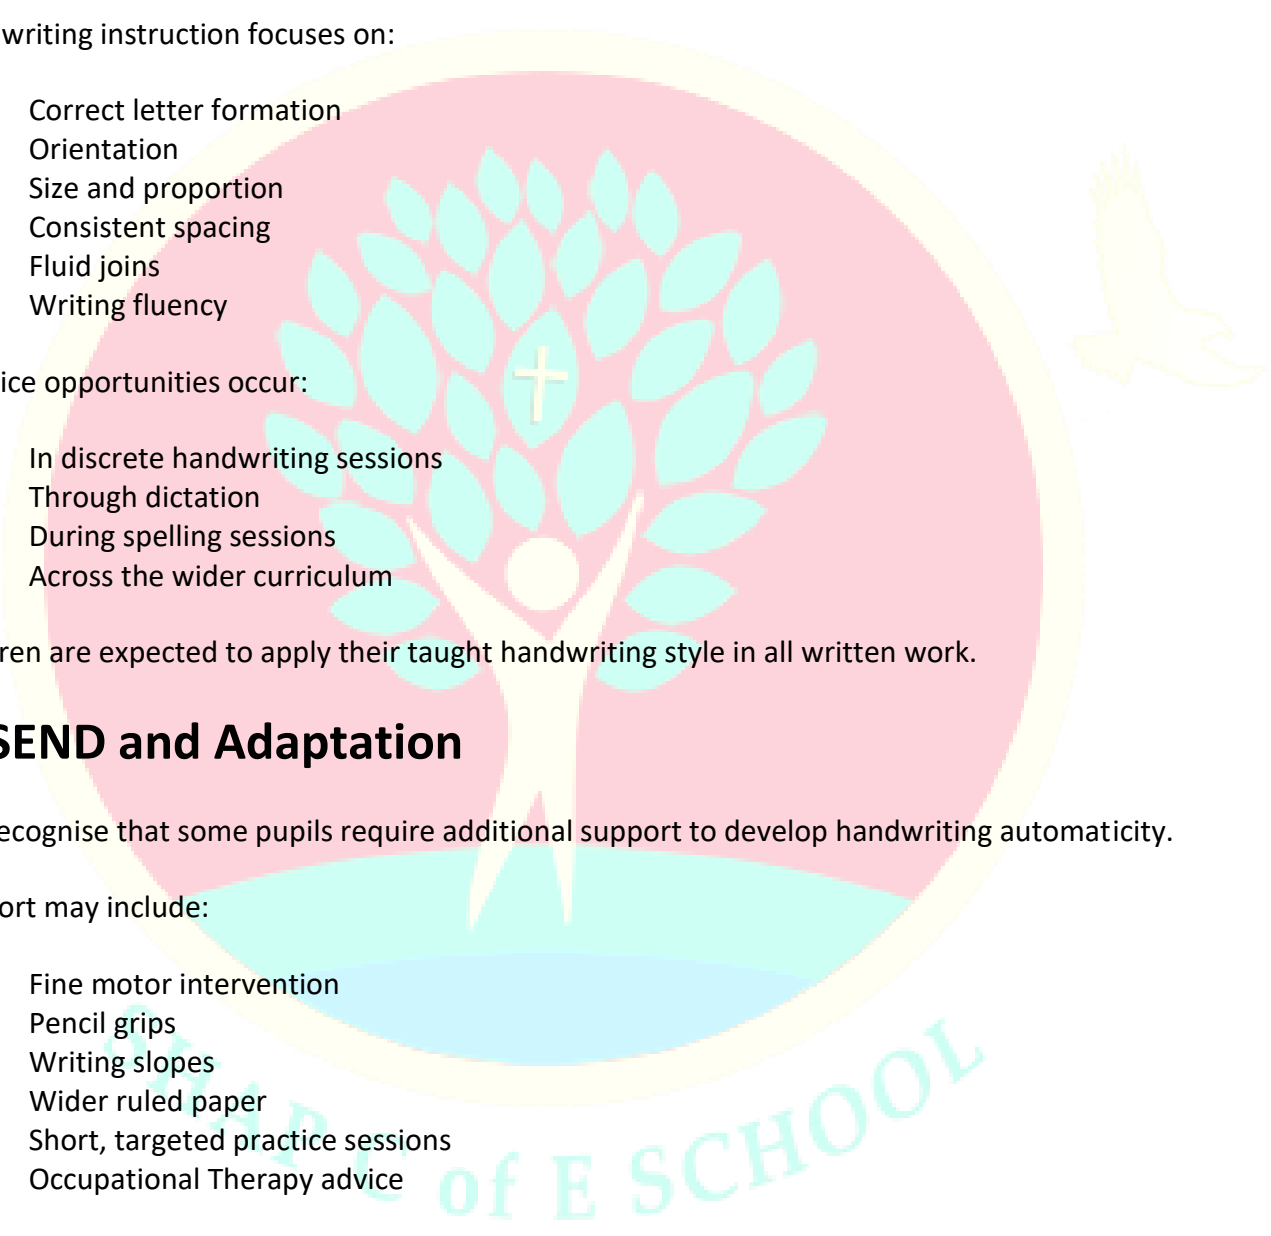 writing instruction focuses on:
Correct letter formation
Orientation
Size and proportion
Consistent spacing
Fluid joins
Writing fluency
ice opportunities occur:
In discrete handwriting sessions
Through dictation
During spelling sessions
Across the wider curriculum
ren are expected to apply their taught handwriting style in all written work.
SEND and Adaptation
ecognise that some pupils require additional support to develop handwriting automaticity.
ort may include:
Fine motor intervention
Pencil grips
Writing slopes
Wider ruled paper
Short, targeted practice sessions
Occupational Therapy advice
SHAP C of E SCHOOL